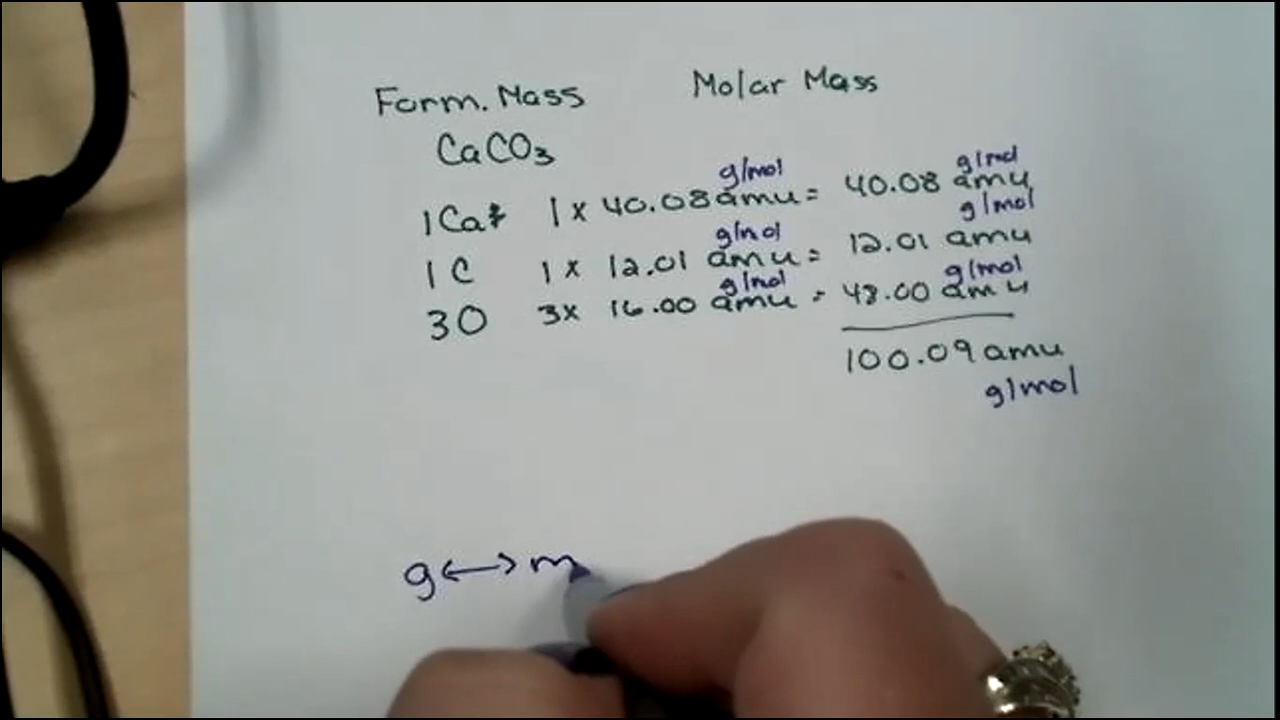 Form. Mass Molar Mass
CaCO3
g/mol g/mol
1Ca 1 x 40.08 amu = 40.08 amu
g/mol g/mol
1 C 1 x 12.01 amu = 12.01 amu
g/mol g/mol
3O 3x 16.00 amu = 48.00 amu
100.09 amu
g/mol
g ↔ m